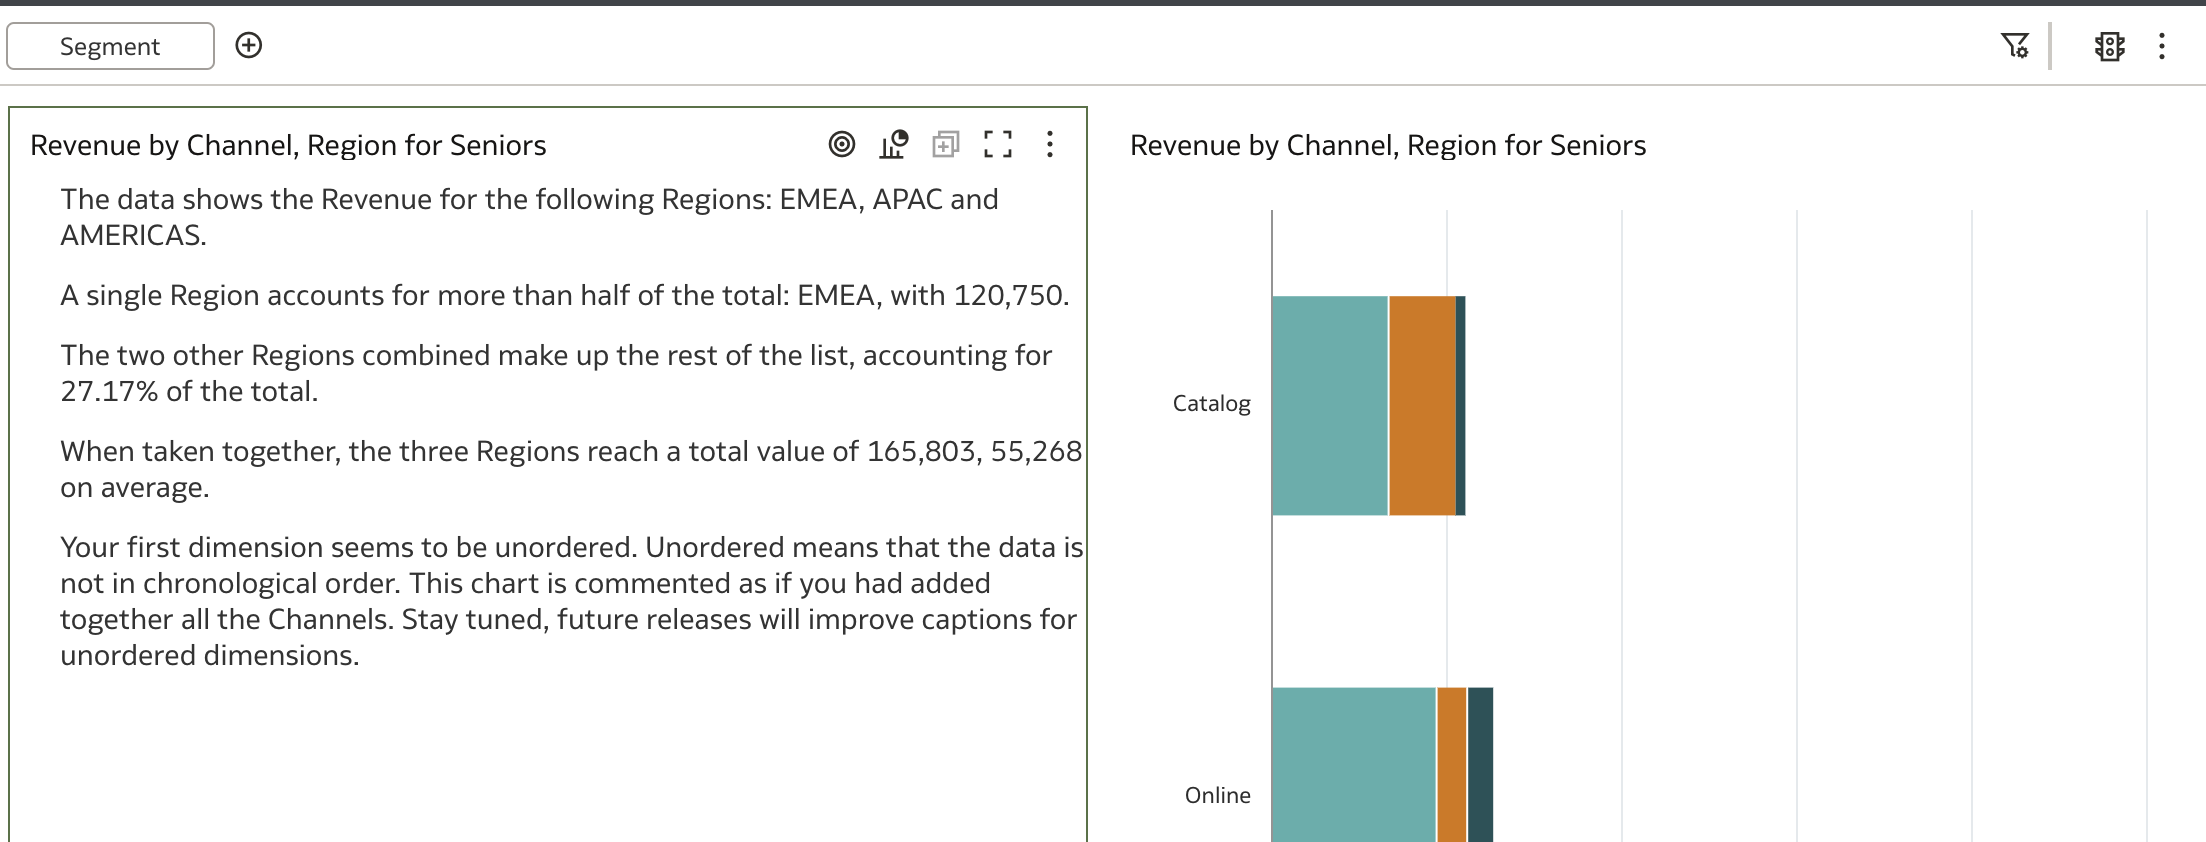 Segment
Revenue by Channel, Region for Seniors
The data shows the Revenue for the following Regions: EMEA, APAC and
AMERICAS.
A single Region accounts for more than half of the total: EMEA, with 120,750.
The two other Regions combined make up the rest of the list, accounting for
27.17% of the total.
When taken together, the three Regions reach a total value of 165,803, 55,268
on average.
Your first dimension seems to be unordered. Unordered means that the data is
not in chronological order. This chart is commented as if you had added
together all the Channels. Stay tuned, future releases will improve captions for
unordered dimensions.
Revenue by Channel, Region for Seniors
Catalog
Online